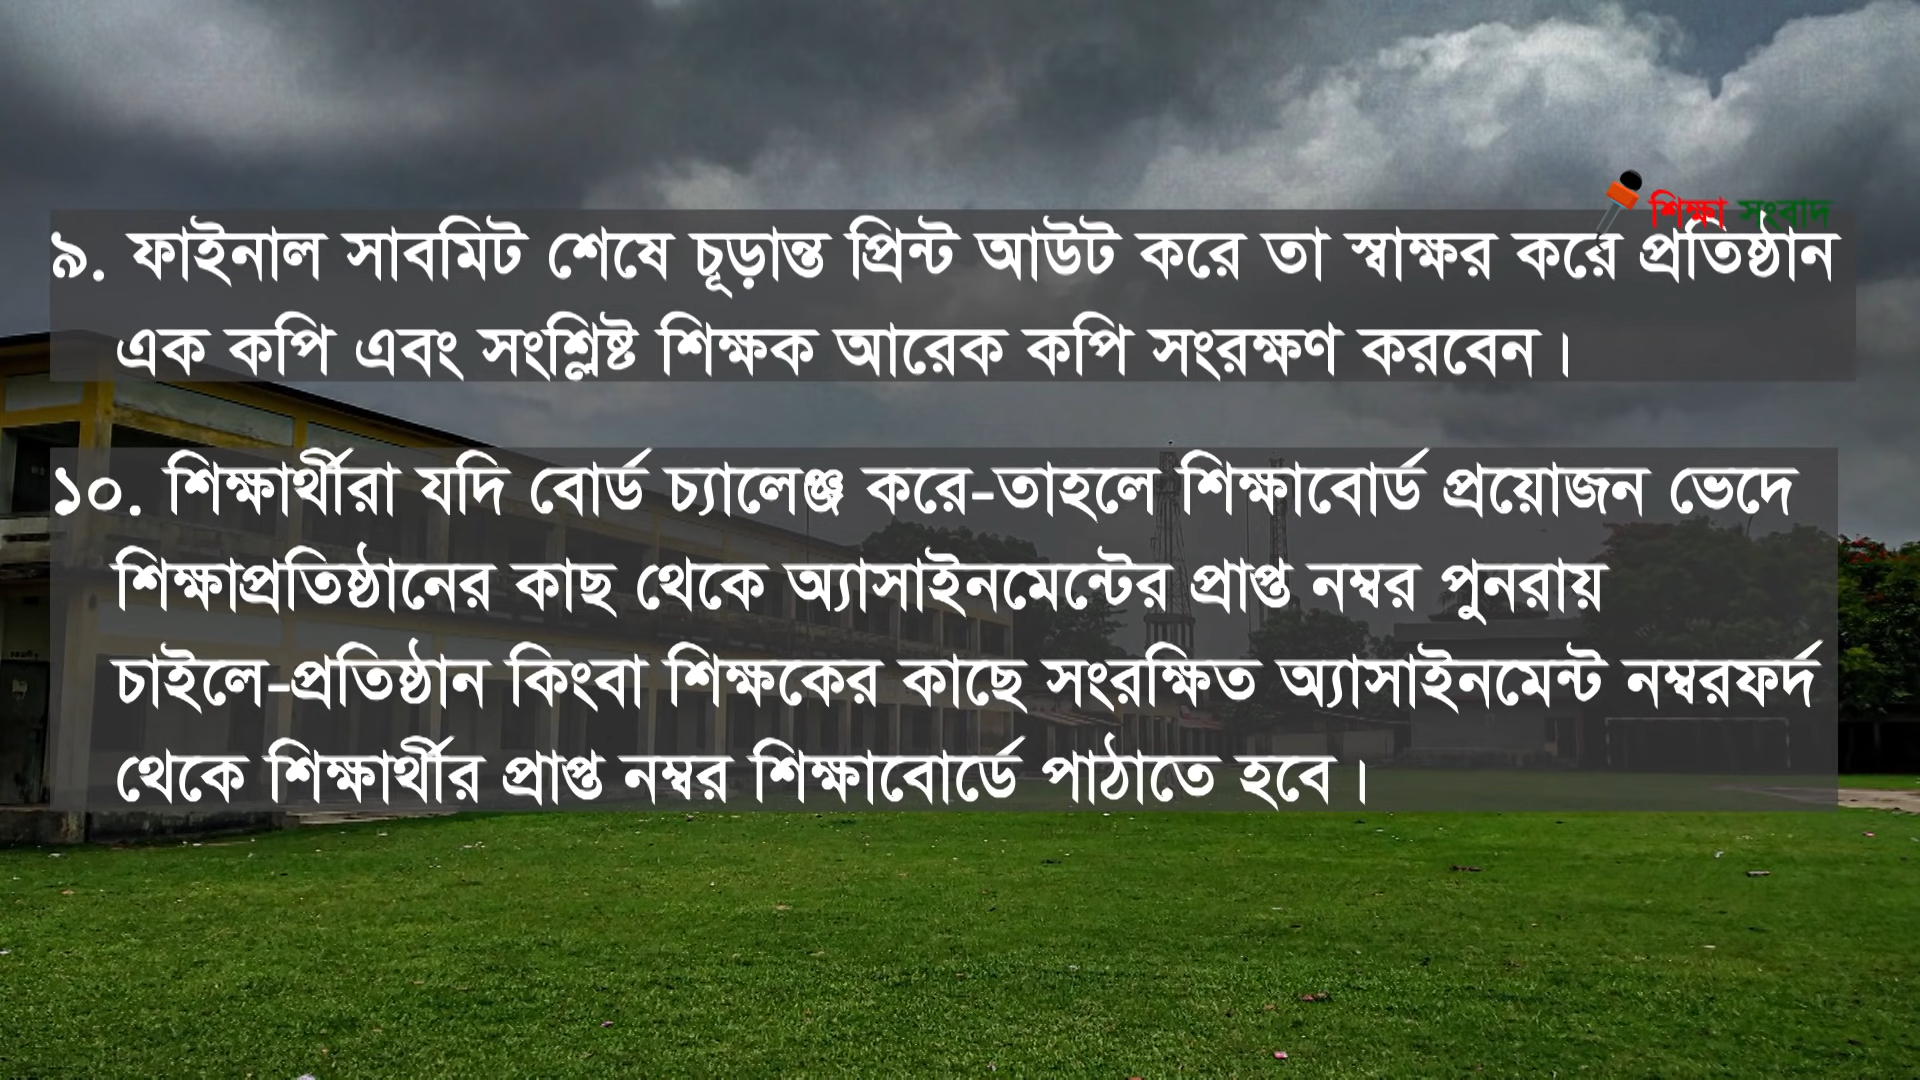 শিক্ষা সংবাদ
৯. ফাইনাল সাবমিট শেষে চূড়ান্ত প্রিন্ট আউট করে তা স্বাক্ষর করে প্রতিষ্ঠান
এক কপি এবং সংশ্লিষ্ট শিক্ষক আরেক কপি সংরক্ষণ করবেন।
১০. শিক্ষার্থীরা যদি বোর্ড চ্যালেঞ্জ করে-তাহলে শিক্ষাবোর্ড প্রয়োজন ভেদে
শিক্ষাপ্রতিষ্ঠানের কাছ থেকে অ্যাসাইনমেন্টের প্রাপ্ত নম্বর পুনরায়
চাইলে-প্রতিষ্ঠান কিংবা শিক্ষকের কাছে সংরক্ষিত অ্যাসাইনমেন্ট নম্বরফর্দ
থেকে শিক্ষার্থীর প্রাপ্ত নম্বর শিক্ষাবোর্ডে পাঠাতে হবে।